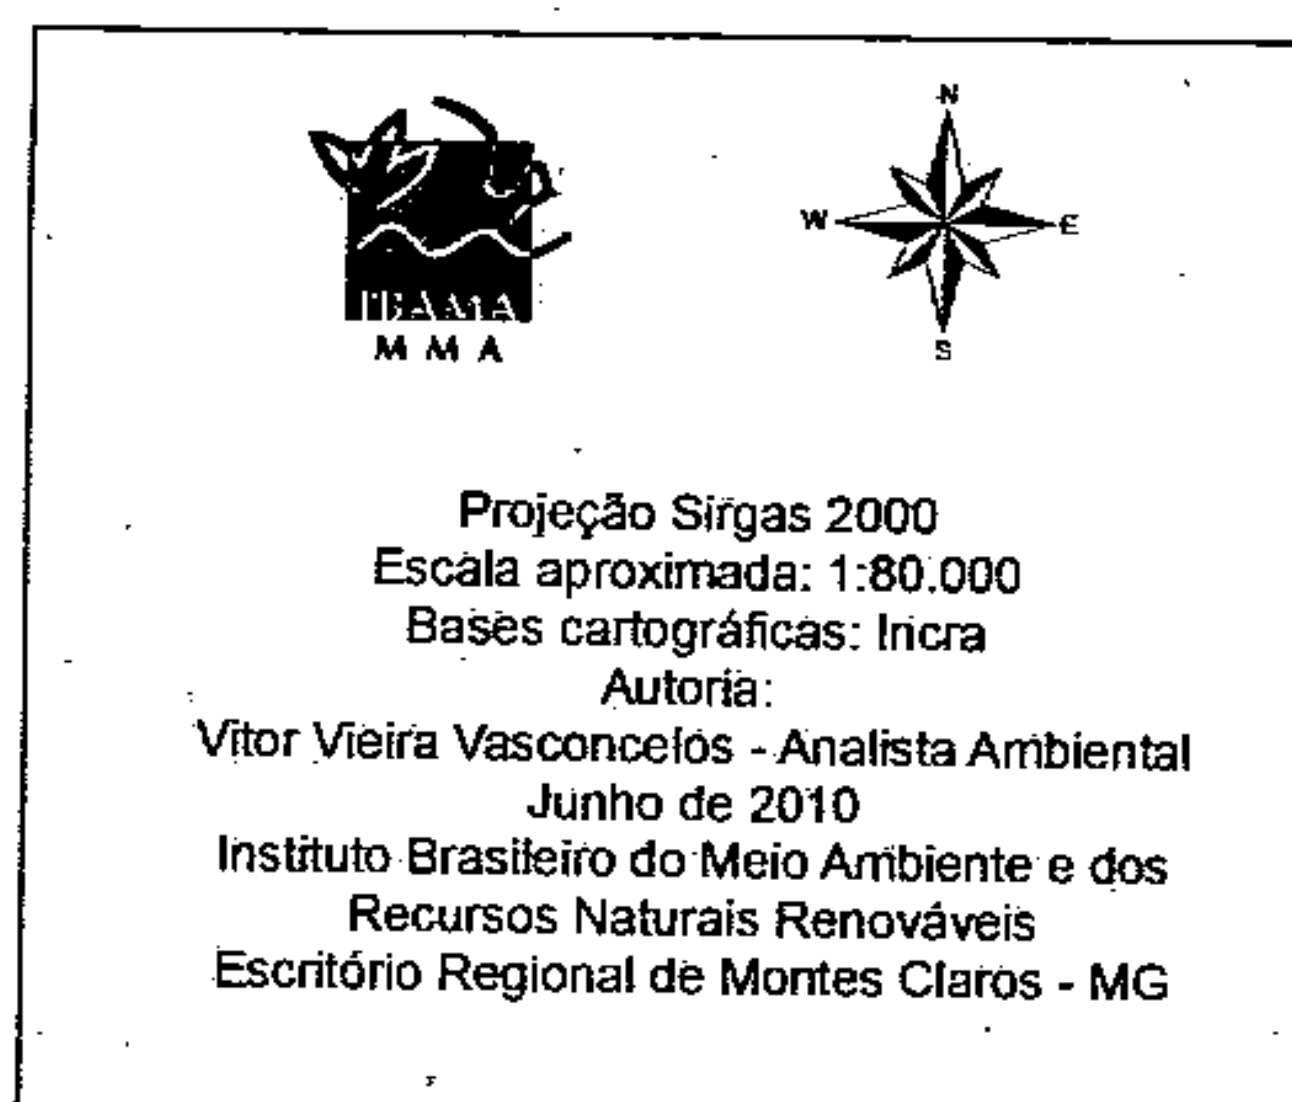 N
W E
S
IBAMA
M M A
Projeção Sirgas 2000
Escala aproximada: 1:80.000
Bases cartográficas: Incra
Autoria:
Vitor Vieira Vasconcelos - Analista Ambiental
Junho de 2010
Instituto Brasileiro do Meio Ambiente e dos
Recursos Naturais Renováveis
Escritório Regional de Montes Claros - MG